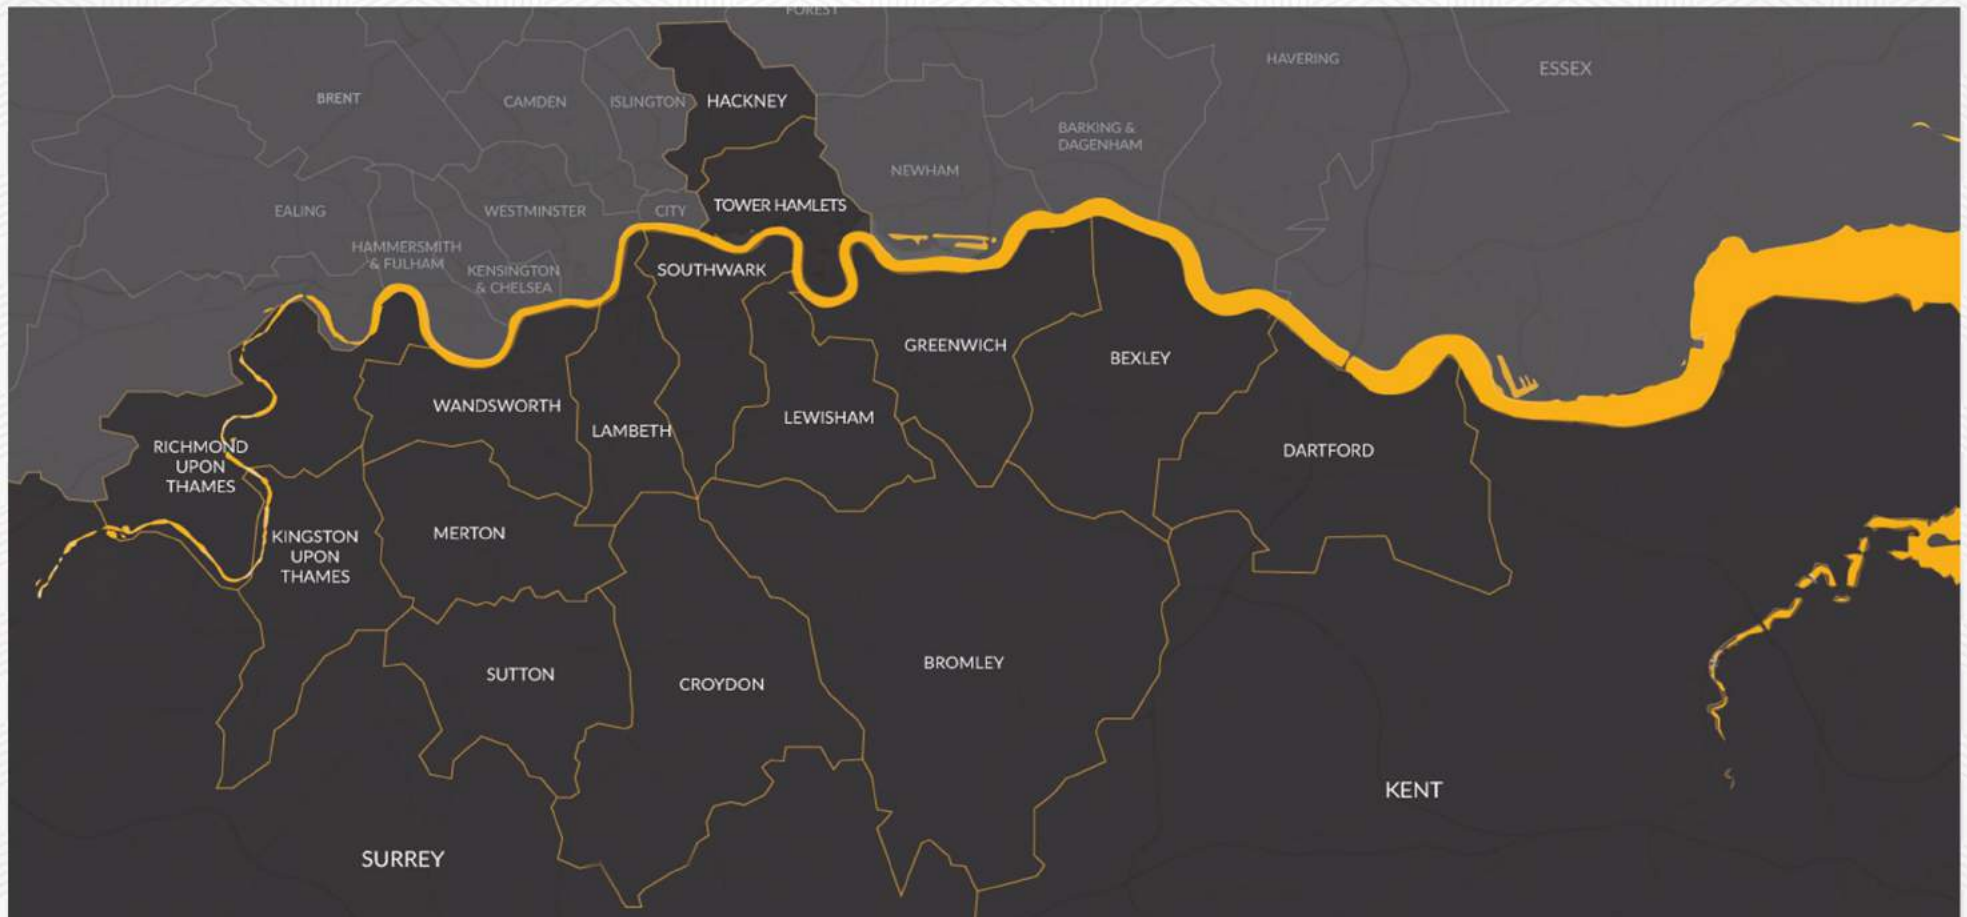 FOREST
HAVERING
ESSEX
BRENT
CAMDEN
ISLINGTON
HACKNEY
BARKING &
DAGENHAM
NEWHAM
EALING
WESTMINSTER
CITY
TOWER HAMLETS
HAMMERSMITH
& FULHAM
KENSINGTON
& CHELSEA
SOUTHWARK
GREENWICH
BEXLEY
WANDSWORTH
LAMBETH
LEWISHAM
DARTFORD
RICHMOND
UPON
THAMES
KINGSTON
UPON
THAMES
MERTON
SUTTON
CROYDON
BROMLEY
KENT
SURREY